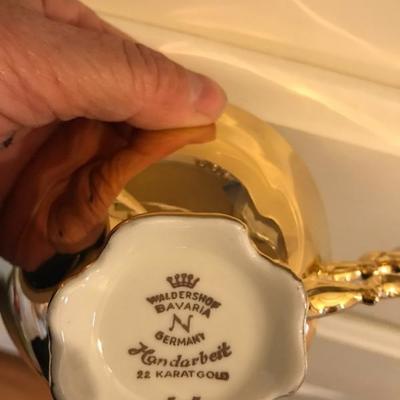 WALDERSHOF
BAVARIA
N
GERMANY
Handarbeit
22 KARAT GOLD